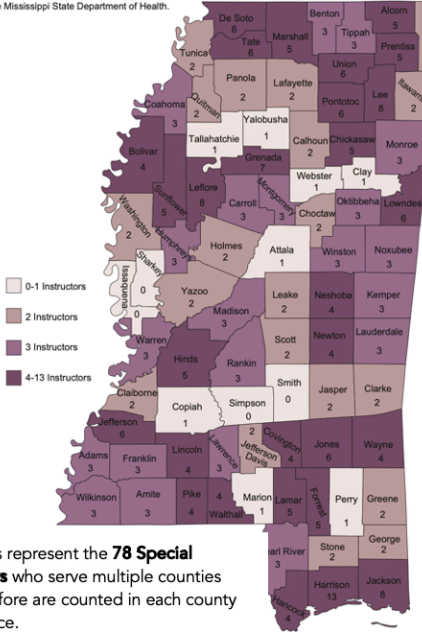 e Mississippi State Department of Health.
De Soto
6
Tate
6
Marshall
5
Benton
3
Tippah
3
Alcorn
5
Prentiss
5
Tunica
2
Panola
2
Lafayette
2
Union
6
Pontotoc
6
Lee
8
Itawam
2
Coahoma
3
Quitman
2
Yalobusha
1
Tallahatchie
1
Calhoun
2
Chickasaw
5
Monroe
3
Bolivar
4
Grenada
7
Sunflower
5
Leflore
8
Carroll
3
Montgomery
3
Webster
1
Clay
1
Choctaw
2
Oktibbeha
3
Lowndes
6
Washington
2
Humphreys
3
Holmes
2
Attala
1
Winston
3
Noxubee
3
Sharkey
0
Issaquena
0
Yazoo
2
Madison
3
Leake
2
Neshoba
4
Kemper
3
0-1 Instructors
2 Instructors
3 Instructors
4-13 Instructors
Warren
3
Hinds
5
Rankin
3
Scott
2
Newton
4
Lauderdale
3
Claiborne
2
Copiah
1
Simpson
0
Smith
0
Jasper
2
Clarke
2
Jefferson
6
Adams
3
Franklin
3
Lincoln
4
Lawrence
3
2
Jefferson
Davis
Covington
4
Jones
6
Wayne
4
Wilkinson
3
Amite
3
Pike
4
4
Walthall
Marion
1
Lamar
5
Forrest
5
Perry
1
Greene
2
arl River
3
Stone
2
George
2
Hancock
4
Harrison
13
Jackson
8
s represent the 78 Special
rs who serve multiple counties
fore are counted in each county
ce.